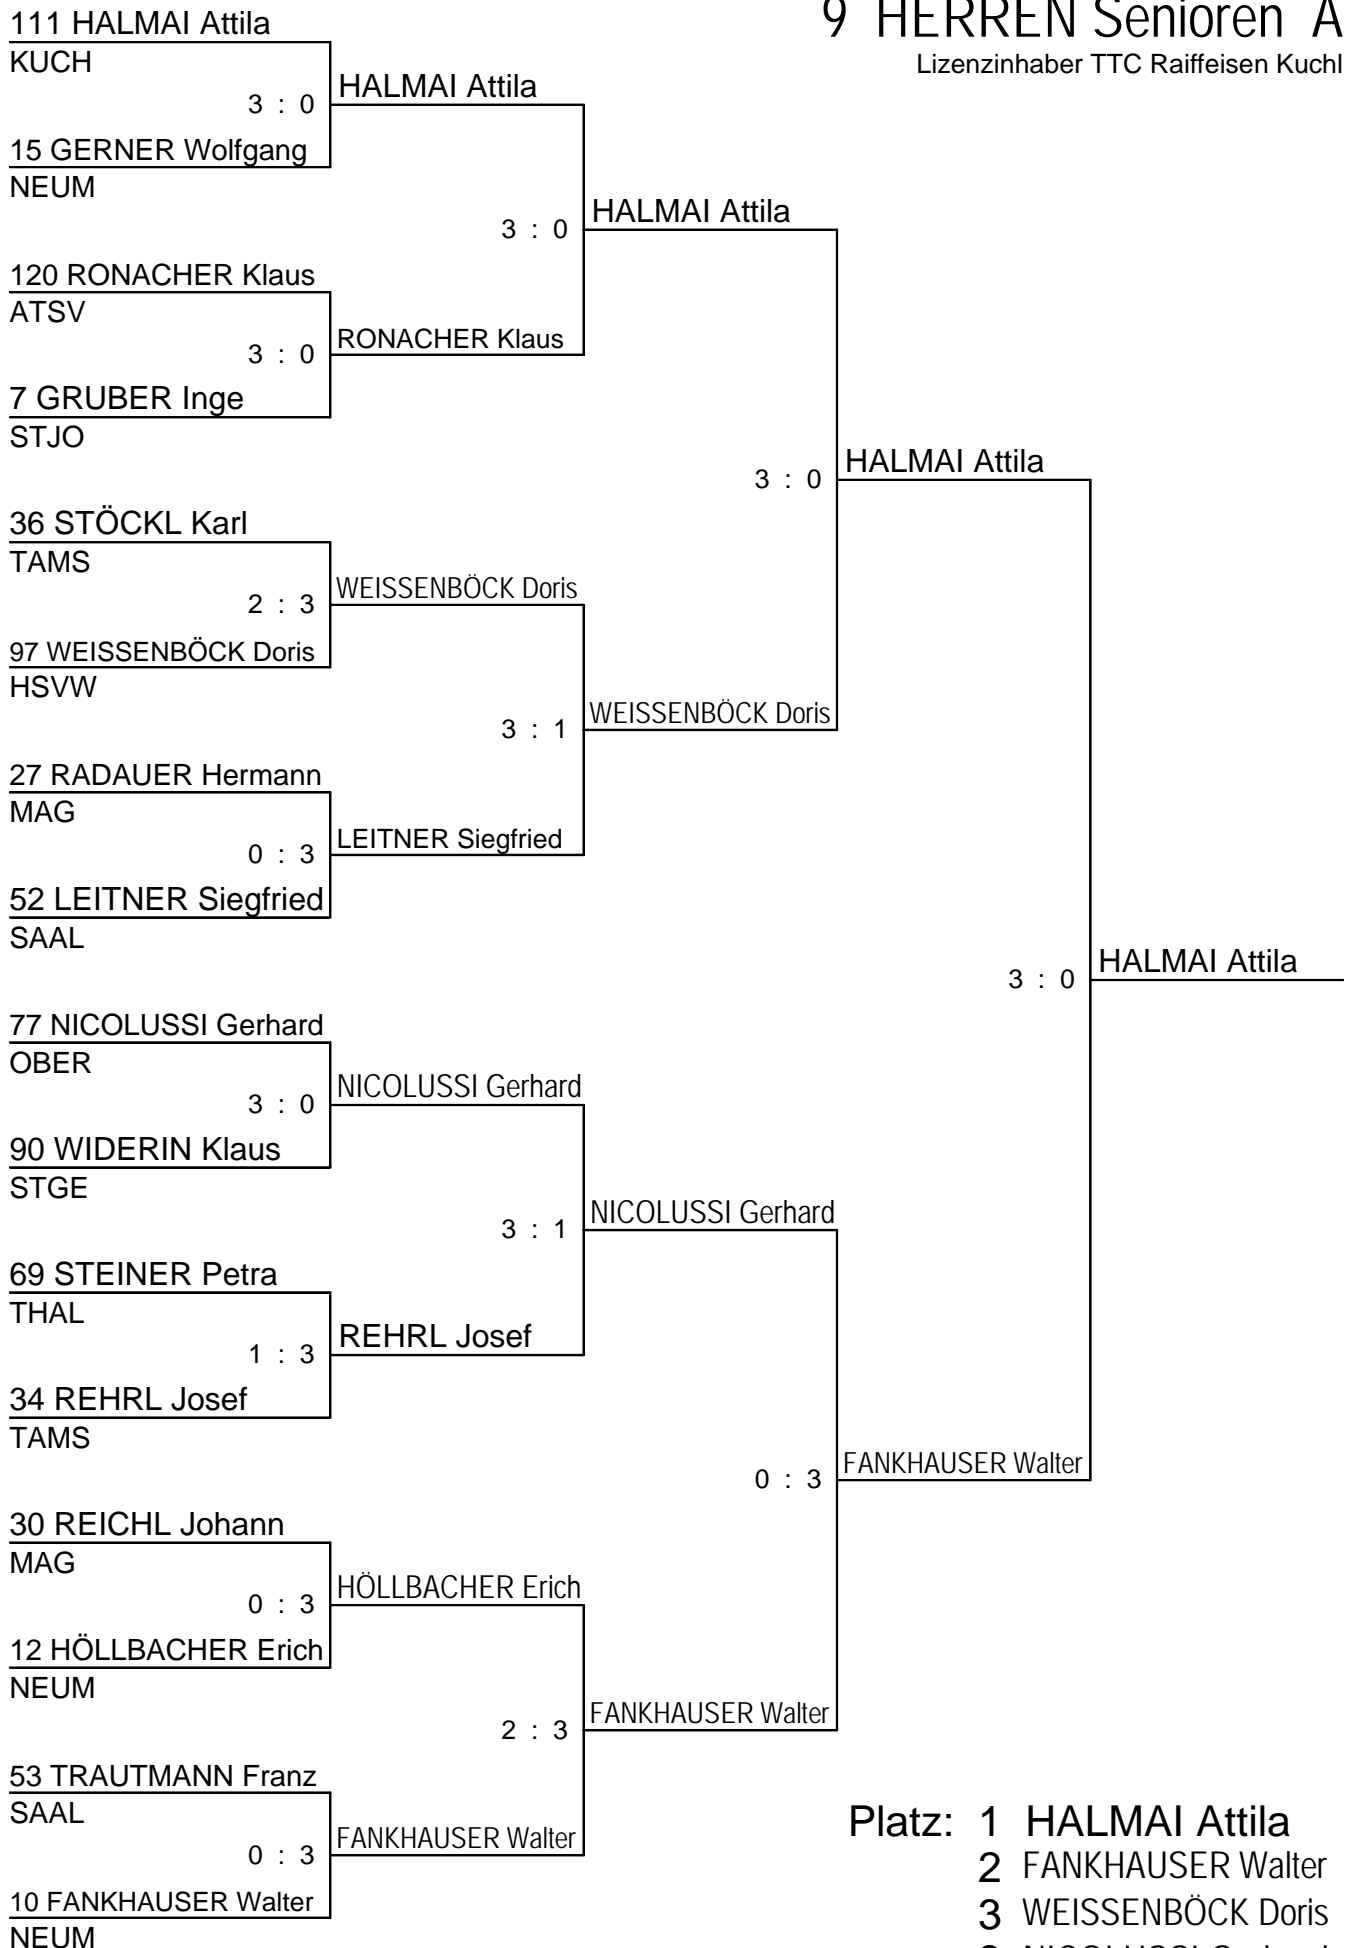 9 HERREN Senioren A
Lizenzinhaber TTC Raiffeisen Kuchl
111 HALMAI Attila
KUCH
3 : 0
HALMAI Attila
15 GERNER Wolfgang
NEUM
3 : 0
HALMAI Attila
120 RONACHER Klaus
ATSV
3 : 0
RONACHER Klaus
7 GRUBER Inge
STJO
3 : 0
HALMAI Attila
36 STÖCKL Karl
TAMS
2 : 3
WEISSENBÖCK Doris
97 WEISSENBÖCK Doris
HSVW
3 : 1
WEISSENBÖCK Doris
27 RADAUER Hermann
MAG
0 : 3
LEITNER Siegfried
52 LEITNER Siegfried
SAAL
3 : 0
HALMAI Attila
77 NICOLUSSI Gerhard
OBER
3 : 0
NICOLUSSI Gerhard
90 WIDERIN Klaus
STGE
3 : 1
NICOLUSSI Gerhard
69 STEINER Petra
THAL
1 : 3
REHRL Josef
34 REHRL Josef
TAMS
0 : 3
FANKHAUSER Walter
30 REICHL Johann
MAG
0 : 3
HÖLLBACHER Erich
12 HÖLLBACHER Erich
NEUM
2 : 3
FANKHAUSER Walter
53 TRAUTMANN Franz
SAAL
0 : 3
FANKHAUSER Walter
10 FANKHAUSER Walter
NEUM
Platz: 1 HALMAI Attila
2 FANKHAUSER Walter
3 WEISSENBÖCK Doris